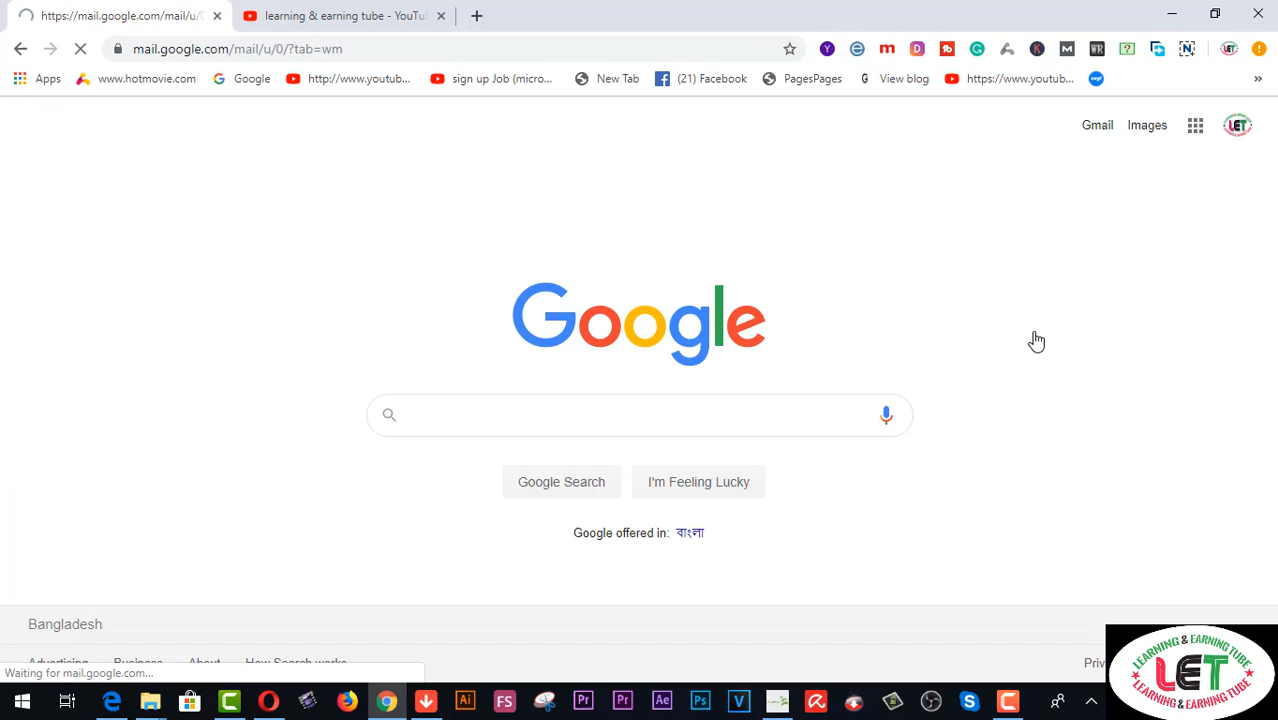 https://mail.google.com/mail/u/0/
learning & earning tube - YouTu
mail.google.com/mail/u/0/?tab=wm
Apps
www.hotmovie.com
Google
http://www.youtub...
sign up Job (micro...
New Tab
(21) Facebook
PagesPages
View blog
https://www.youtub...
Gmail
Images
LET
Google
Google Search
I'm Feeling Lucky
Google offered in: বাংলা
Bangladesh
Advertising
Business
About
How Search works
Priv
Waiting for mail.google.com...
LEARNING & EARNING TUBE
LET
LEARNING & EARNING TUBE